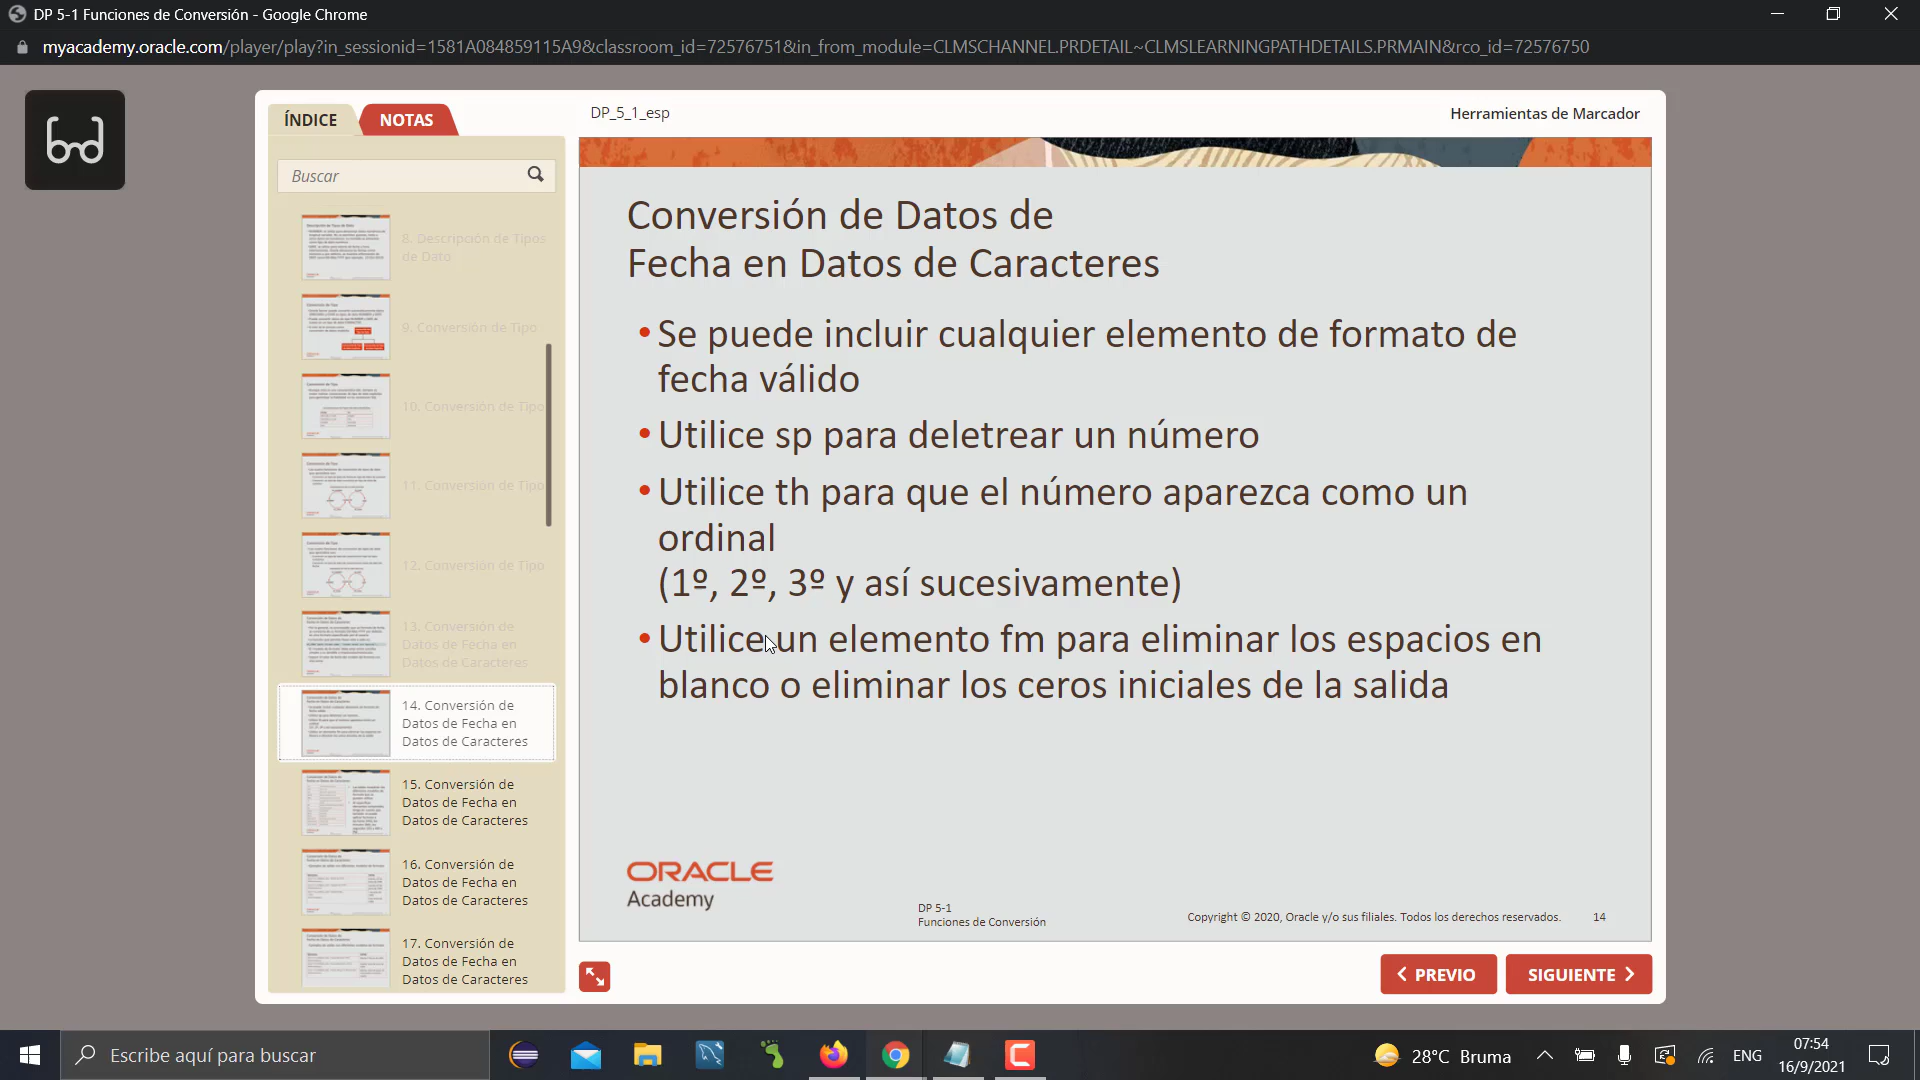 DP 5-1 Funciones de Conversión - Google Chrome
myacademy.oracle.com/player/play?in_sessionid=1581A084859115A9&classroom_id=72576751&in_from_module=CLMSCHANNEL.PRDETAIL~CLMSLEARNINGPATHDETAILS.PRMAIN&rco_id=72576750
ÍNDICE
NOTAS
DP_5_1_esp
Herramientas de Marcador
Buscar
8. Descripción de Tipos
de Dato
9. Conversión de Tipo
10. Conversión de Tipo
11. Conversión de Tipo
12. Conversión de Tipo
13. Conversión de
Datos de Fecha en
Datos de Caracteres
14. Conversión de
Datos de Fecha en
Datos de Caracteres
15. Conversión de
Datos de Fecha en
Datos de Caracteres
16. Conversión de
Datos de Fecha en
Datos de Caracteres
17. Conversión de
Datos de Fecha en
Datos de Caracteres
Conversión de Datos de
Fecha en Datos de Caracteres
•Se puede incluir cualquier elemento de formato de
fecha válido
•Utilice sp para deletrear un número
•Utilice th para que el número aparezca como un
ordinal
(1º, 2º, 3º y así sucesivamente)
•Utilice un elemento fm para eliminar los espacios en
blanco o eliminar los ceros iniciales de la salida
ORACLE
Academy
DP 5-1
Funciones de Conversión
Copyright © 2020, Oracle y/o sus filiales. Todos los derechos reservados.
14
PREVIO
SIGUIENTE
Escribe aquí para buscar
28°C Bruma
ENG
07:54
16/9/2021